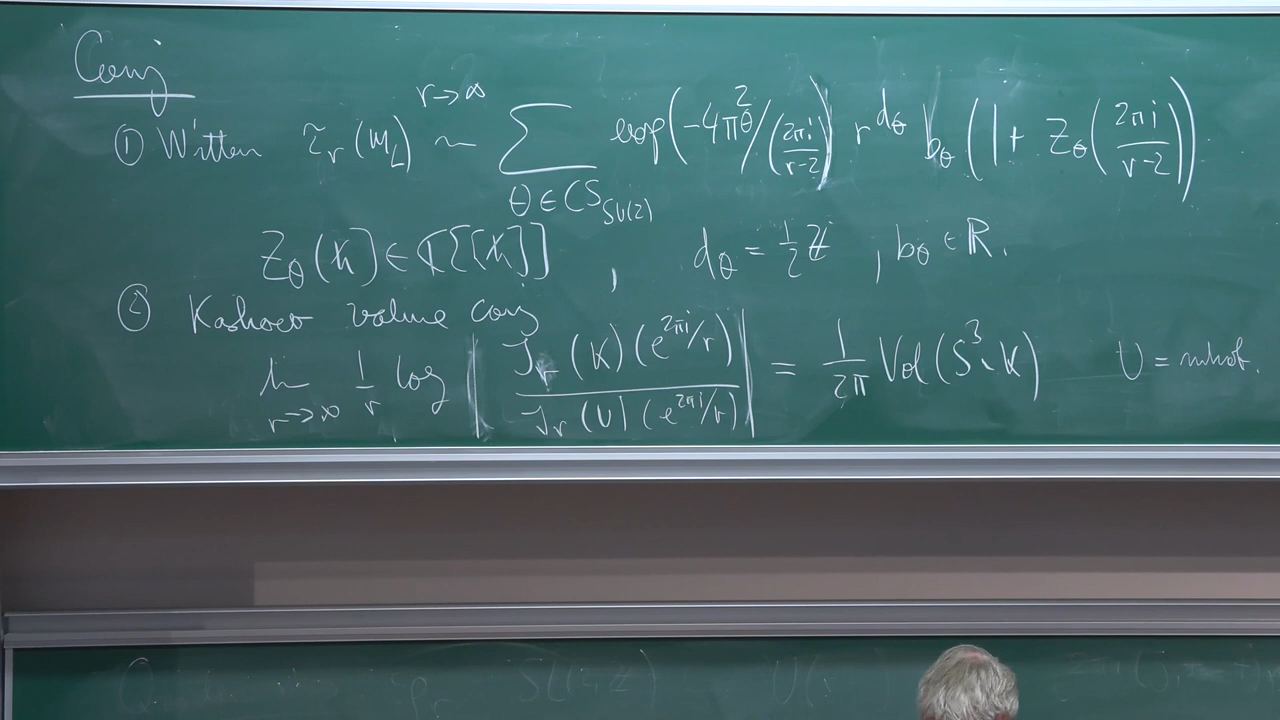 Conj
① Witten τ_r(M_L) ~^{r→∞} ∑_{θ∈CS_{SU(2)}} exp(-4π²θ/(2πi/(r-2))) r^{d_θ} b_θ (1 + Z_θ(2πi/(r-2))).
Z_θ(ħ) ∈ ℂ[[ħ]], d_θ = ½ℤ, b_θ ∈ ℝ.
② Kashaev volume conj
lim_{r→∞} 1/r log | J_r(K)(e^{2πi/r}) / J_r(U)(e^{2πi/r}) | = 1/2π Vol(S³∖K) U = unknot.